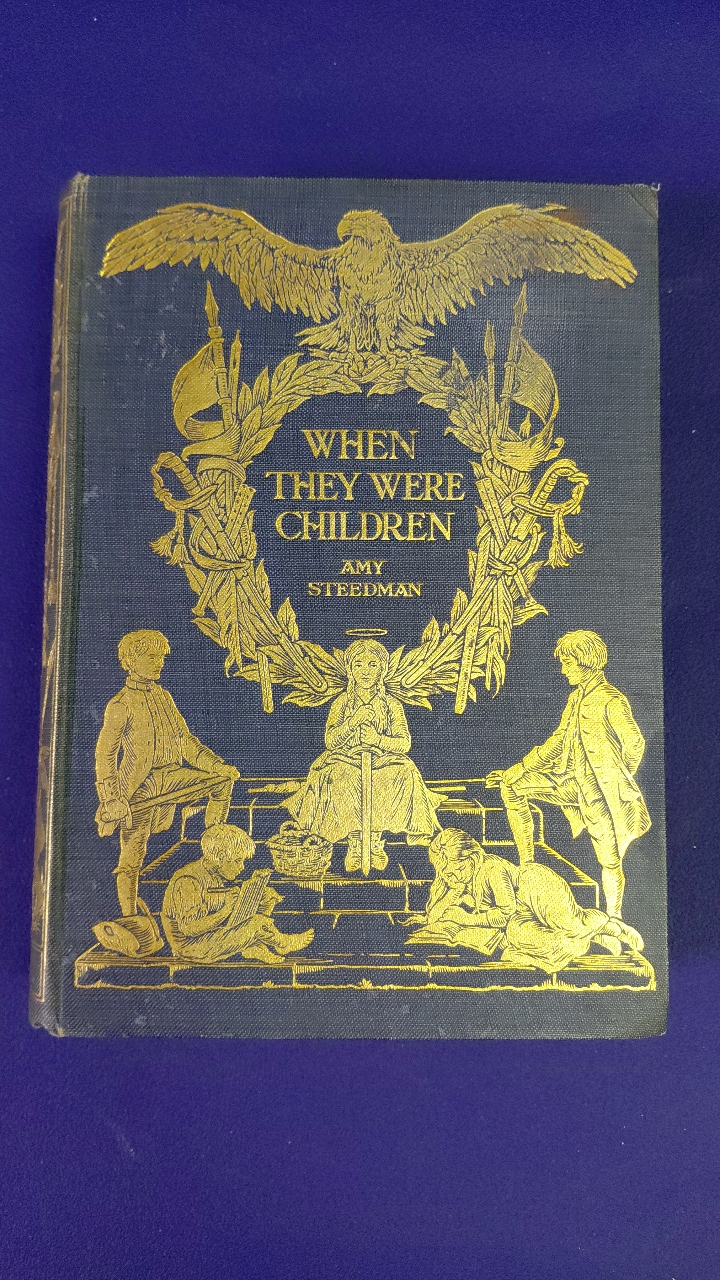 WHEN
THEY WERE
CHILDREN
AMY
STEEDMAN